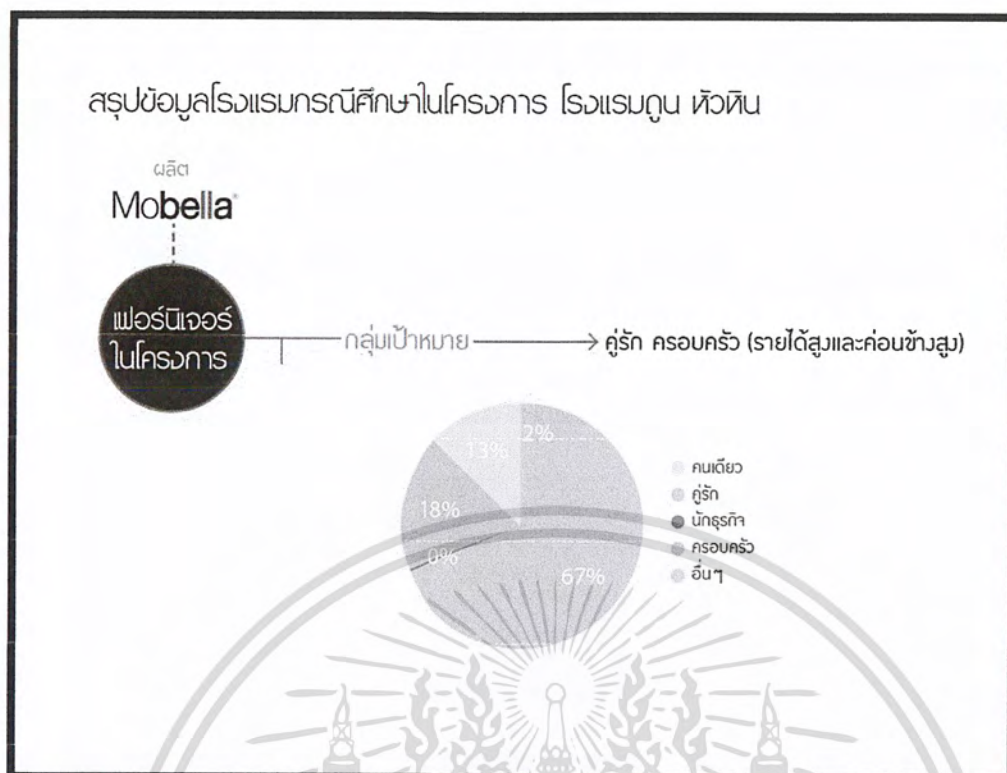 สรุปข้อมูลโรงแรมกรณีศึกษาในโครงการ โรงแรมดูน หัวหิน
ผลิต
Mobella®
เฟอร์นิเจอร์
ในโครงการ
กลุ่มเป้าหมาย
คู่รัก ครอบครัว (รายได้สูงและค่อนข้างสูง)
2%
13%
18%
0%
67%
คนเดียว
คู่รัก
นักธุรกิจ
ครอบครัว
อื่นๆ